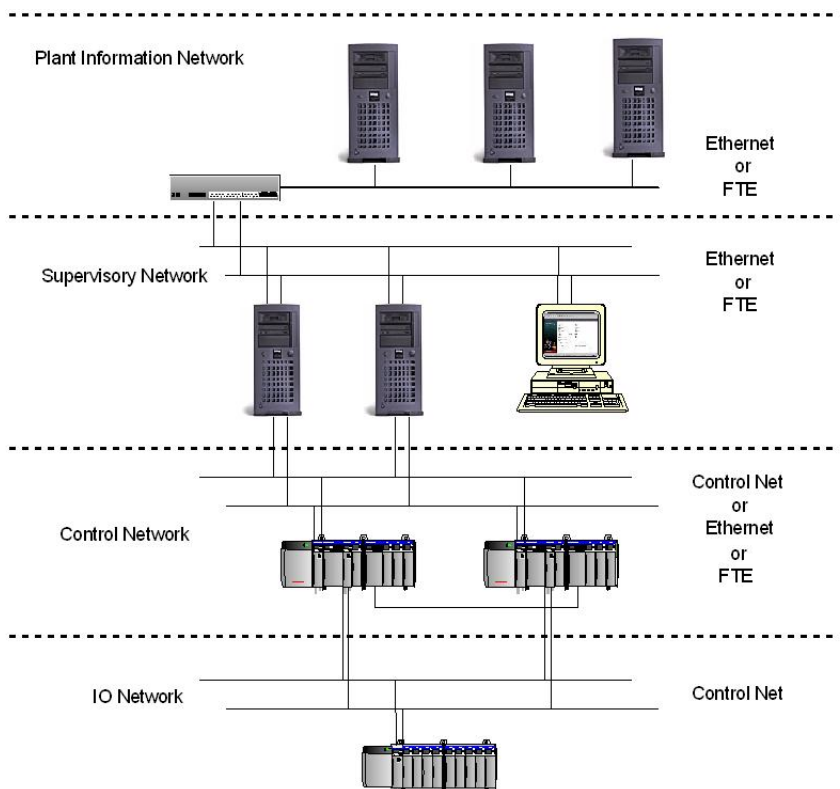 Plant Information Network
Ethernet
or
FTE
Supervisory Network
Ethernet
or
FTE
Control Network
Control Net
or
Ethernet
or
FTE
IO Network
Control Net